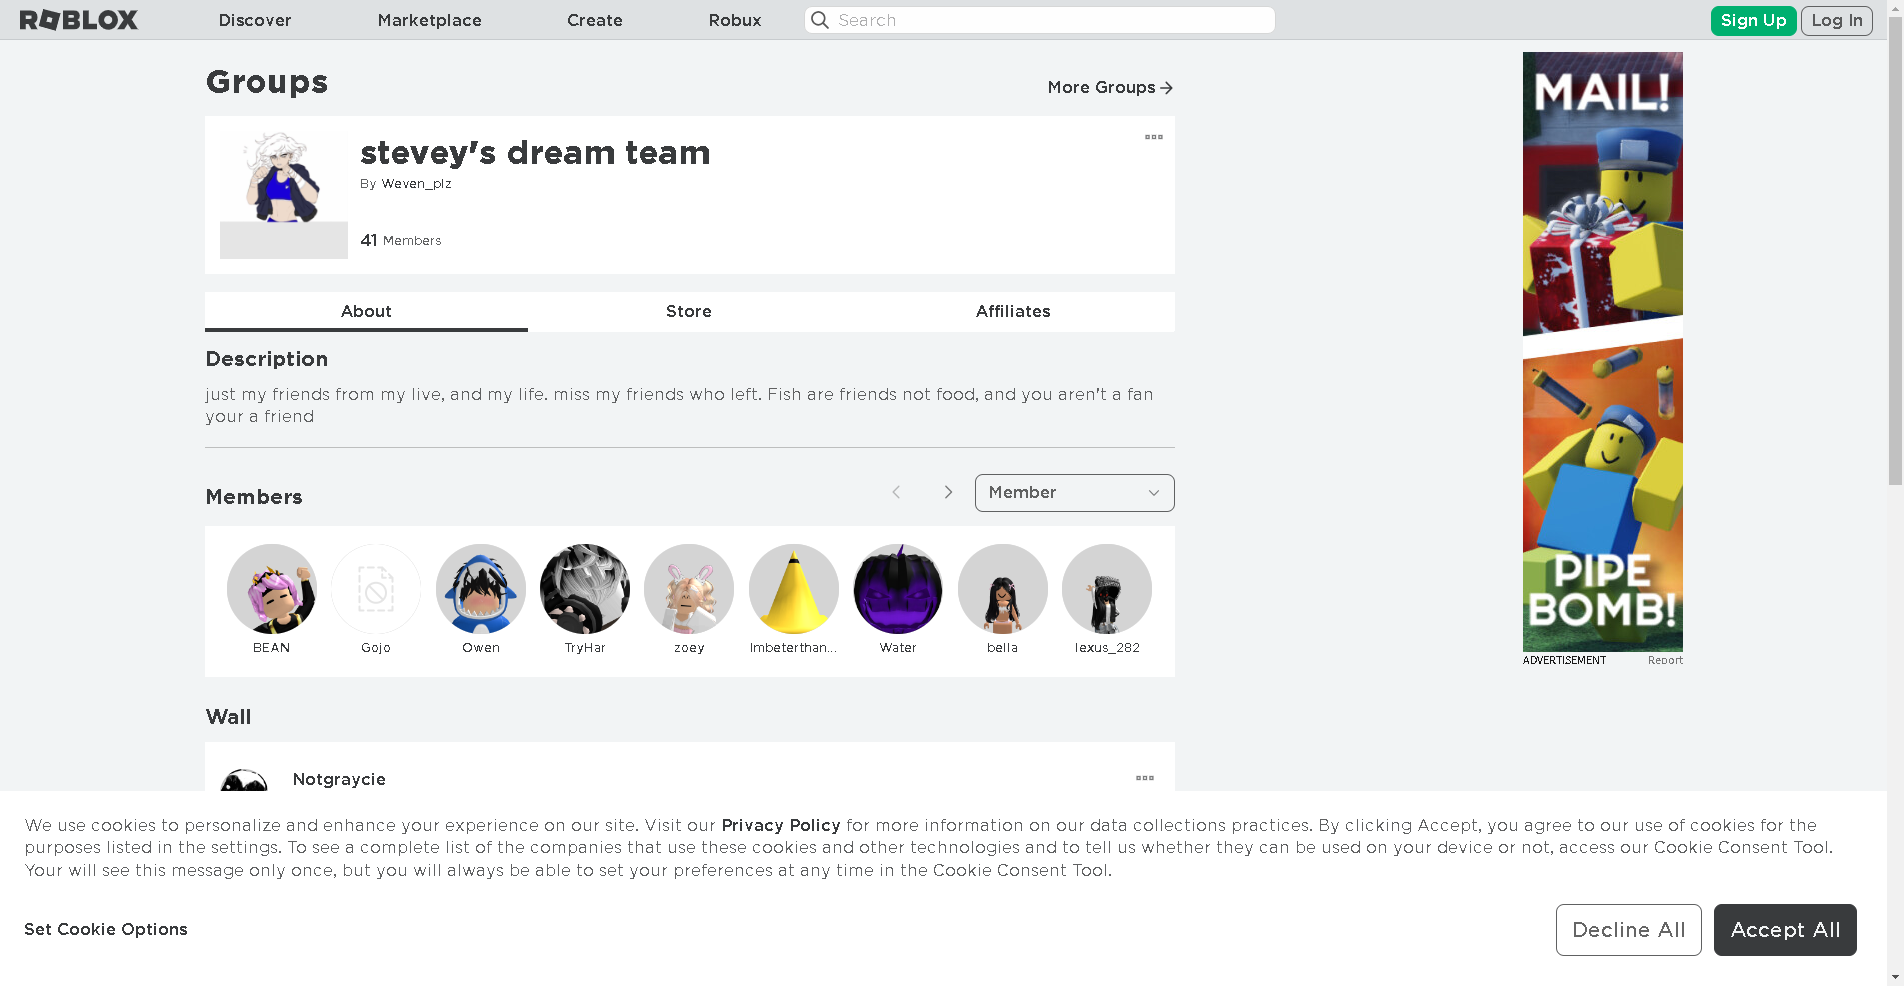 ROBLOX Discover Marketplace Create Robux Search Sign Up Log In
Groups
More Groups
stevey's dream team
By Weven_plz
41 Members
About Store Affiliates
Description
just my friends from my live, and my life. miss my friends who left. Fish are friends not food, and you aren't a fan
your a friend
Members
Member
BEAN Gojo Owen TryHar zoey Imbeterthan... Water bella lexus_282
Wall
Notgraycie
MAIL!
PIPE
BOMB!
ADVERTISEMENT Report
We use cookies to personalize and enhance your experience on our site. Visit our Privacy Policy for more information on our data collections practices. By clicking Accept, you agree to our use of cookies for the
purposes listed in the settings. To see a complete list of the companies that use these cookies and other technologies and to tell us whether they can be used on your device or not, access our Cookie Consent Tool.
Your will see this message only once, but you will always be able to set your preferences at any time in the Cookie Consent Tool.
Set Cookie Options
Decline All
Accept All